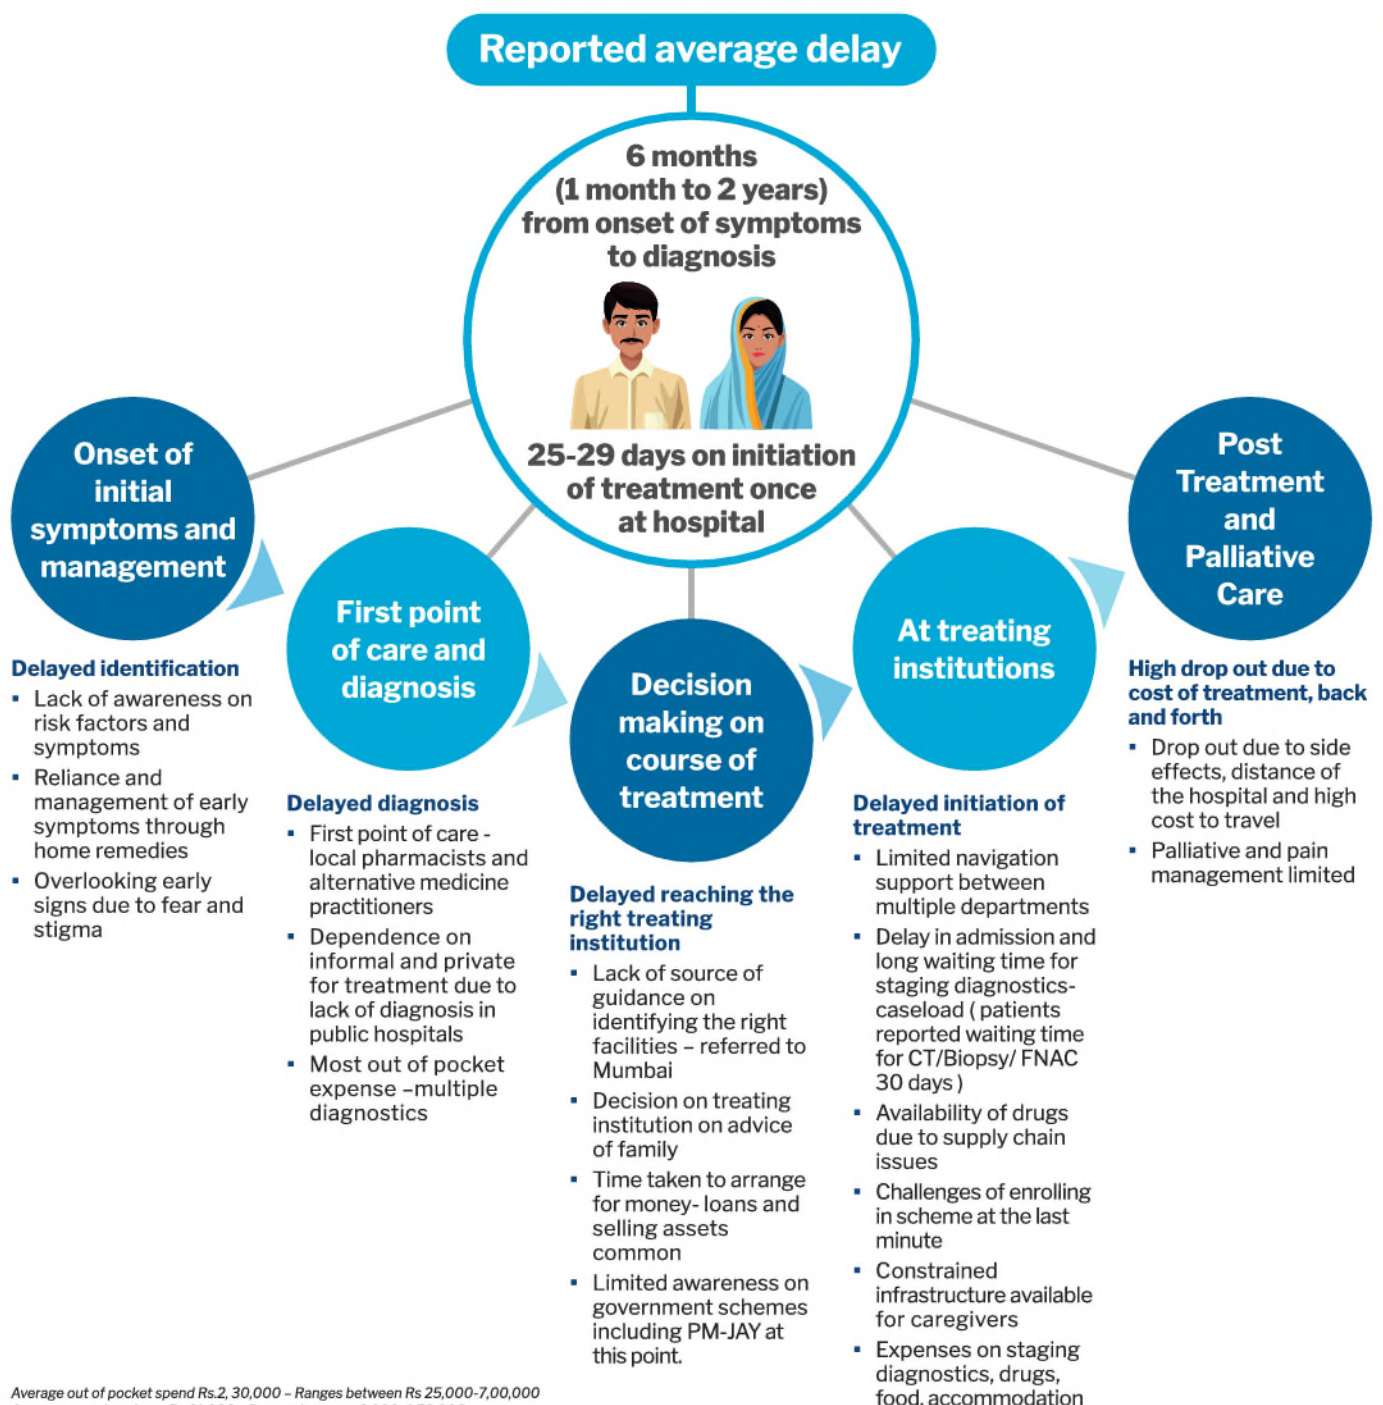 Reported average delay
6 months
(1 month to 2 years)
from onset of symptoms
to diagnosis
25-29 days on initiation
of treatment once
at hospital
Onset of
initial
symptoms and
management
Delayed identification
▪ Lack of awareness on
risk factors and
symptoms
▪ Reliance and
management of early
symptoms through
home remedies
▪ Overlooking early
signs due to fear and
stigma
First point
of care and
diagnosis
Delayed diagnosis
▪ First point of care -
local pharmacists and
alternative medicine
practitioners
▪ Dependence on
informal and private
for treatment due to
lack of diagnosis in
public hospitals
▪ Most out of pocket
expense –multiple
diagnostics
Decision
making on
course of
treatment
Delayed reaching the
right treating
institution
▪ Lack of source of
guidance on
identifying the right
facilities – referred to
Mumbai
▪ Decision on treating
institution on advice
of family
▪ Time taken to arrange
for money- loans and
selling assets
common
▪ Limited awareness on
government schemes
including PM-JAY at
this point.
At treating
institutions
Delayed initiation of
treatment
▪ Limited navigation
support between
multiple departments
▪ Delay in admission and
long waiting time for
staging diagnostics-
caseload ( patients
reported waiting time
for CT/Biopsy/ FNAC
30 days )
▪ Availability of drugs
due to supply chain
issues
▪ Challenges of enrolling
in scheme at the last
minute
▪ Constrained
infrastructure available
for caregivers
▪ Expenses on staging
diagnostics, drugs,
food, accommodation
Post
Treatment
and
Palliative
Care
High drop out due to
cost of treatment, back
and forth
▪ Drop out due to side
effects, distance of
the hospital and high
cost to travel
▪ Palliative and pain
management limited
Average out of pocket spend Rs.2, 30,000 – Ranges between Rs 25,000-7,00,000